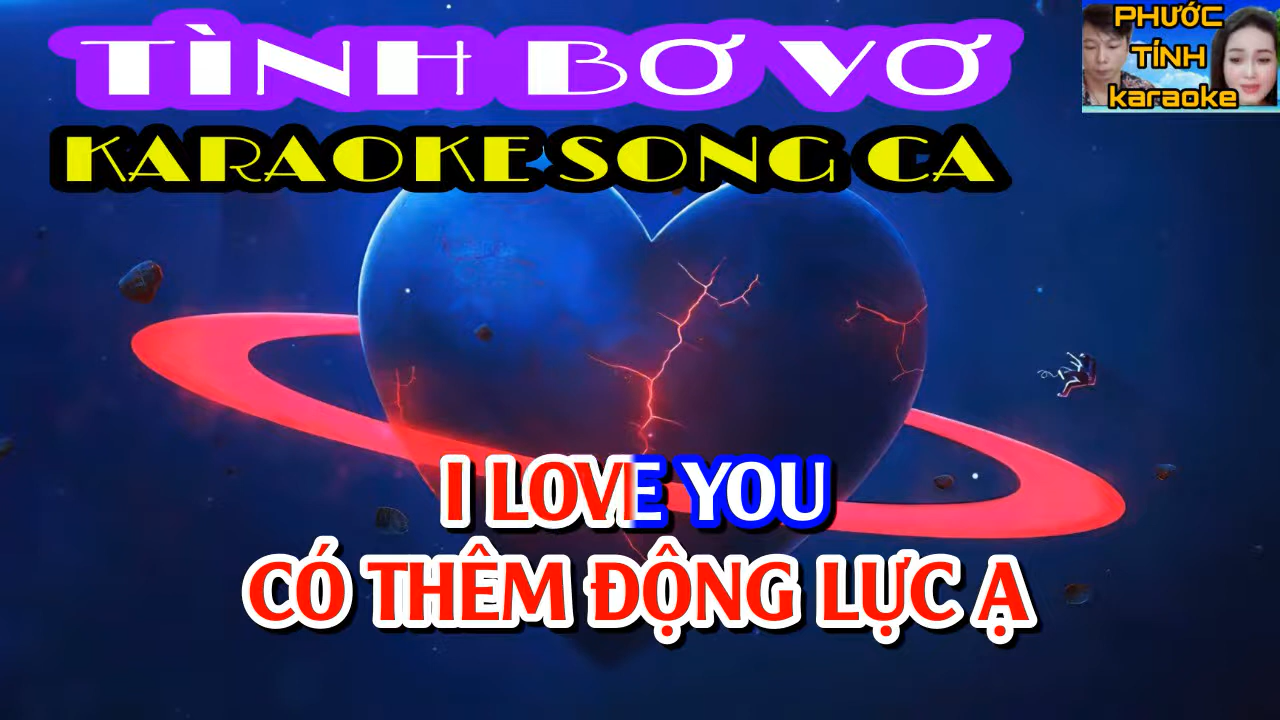 TÌNH BƠ VƠ
KARAOKE SONG CA
PHƯỚC
TÍNH
karaoke
I LOVE YOU
CÓ THÊM ĐỘNG LỰC Ạ